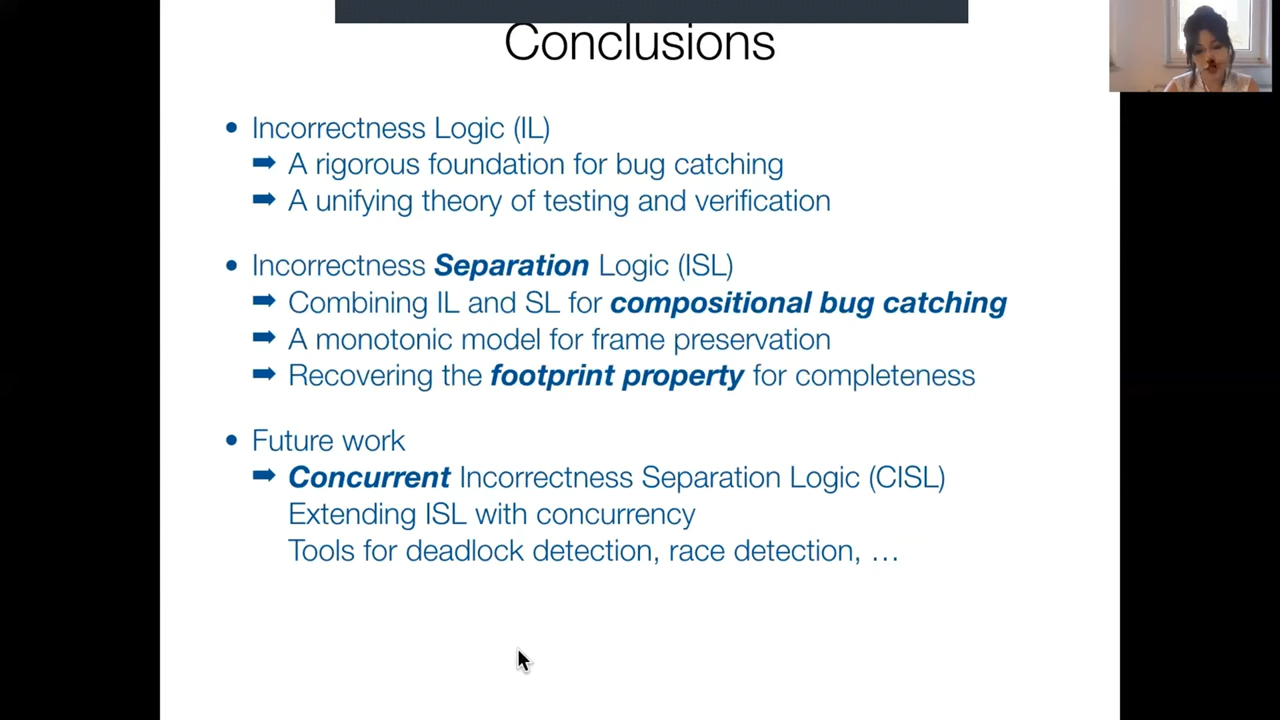 Conclusions
• Incorrectness Logic (IL)
➡ A rigorous foundation for bug catching
➡ A unifying theory of testing and verification
• Incorrectness Separation Logic (ISL)
➡ Combining IL and SL for compositional bug catching
➡ A monotonic model for frame preservation
➡ Recovering the footprint property for completeness
• Future work
➡ Concurrent Incorrectness Separation Logic (CISL)
Extending ISL with concurrency
Tools for deadlock detection, race detection, …